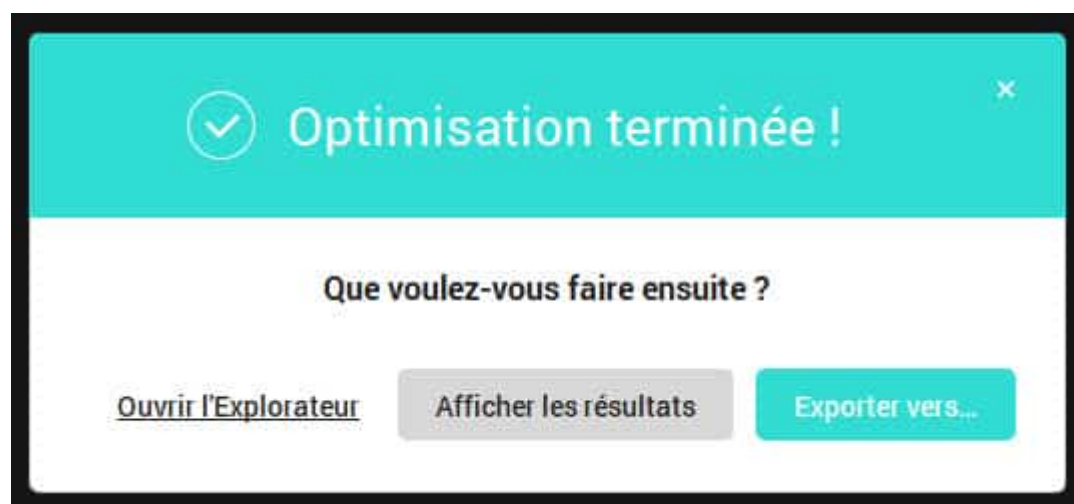 Optimisation terminée !
Que voulez-vous faire ensuite ?
Ouvrir l'Explorateur
Afficher les résultats
Exporter vers...